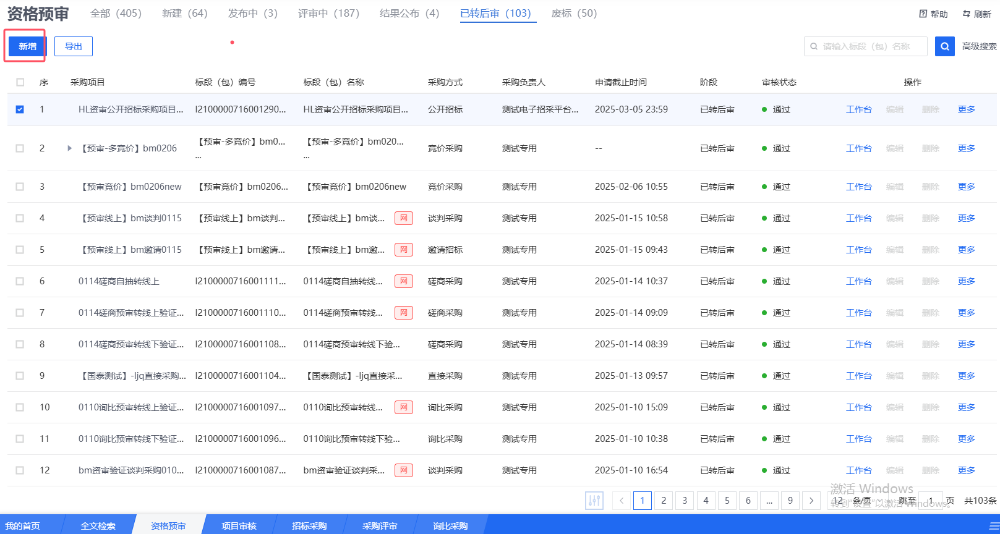 资格预审 全部（405） 新建（64） 发布中（3） 评审中（187） 结果公布（4） 已转后审（103） 废标（50） 帮助 刷新
新增 导出 请输入标段（包）名称 高级搜索
序 采购项目 标段（包）编号 标段（包）名称 采购方式 采购负责人 申请截止时间 阶段 审核状态 操作
1 HL资审公开招标采购项目... I2100000716001290... HL资审公开招标采购项目... 公开招标 测试电子招采平台... 2025-03-05 23:59 已转后审 通过 工作台 编辑 删除 更多
2 【预审-多竞价】bm0206 【预审-多竞价】bm0... ... 【预审-多竞价】bm020... ... 竞价采购 测试专用 -- 已转后审 通过 工作台 编辑 删除 更多
3 【预审竞价】bm0206new 【预审竞价】bm0206... 【预审竞价】bm0206new 竞价采购 测试专用 2025-02-06 10:55 已转后审 通过 工作台 编辑 删除 更多
4 【预审线上】bm谈判0115 【预审线上】bm谈判... 【预审线上】bm谈... 网 谈判采购 测试专用 2025-01-15 10:58 已转后审 通过 工作台 编辑 删除 更多
5 【预审线上】bm邀请0115 【预审线上】bm邀请... 【预审线上】bm邀... 网 邀请招标 测试专用 2025-01-15 09:43 已转后审 通过 工作台 编辑 删除 更多
6 0114磋商自抽转线上 I2100000716001111... 0114磋商自抽转线... 网 磋商采购 测试专用 2025-01-14 10:37 已转后审 通过 工作台 编辑 删除 更多
7 0114磋商预审转线上验证... I2100000716001110... 0114磋商预审转线... 网 磋商采购 测试专用 2025-01-14 09:09 已转后审 通过 工作台 编辑 删除 更多
8 0114磋商预审转线下验证... I2100000716001108... 0114磋商预审转线下验... 磋商采购 测试专用 2025-01-14 08:39 已转后审 通过 工作台 编辑 删除 更多
9 【国泰测试】-ljq直接采购... I2100000716001104... 【国泰测试】-ljq直接采... 直接采购 测试专用 2025-01-13 09:57 已转后审 通过 工作台 编辑 删除 更多
10 0110询比预审转线上验证... I2100000716001097... 0110询比预审转线... 网 询比采购 测试专用 2025-01-10 15:09 已转后审 通过 工作台 编辑 删除 更多
11 0110询比预审转线下验证... I2100000716001096... 0110询比预审转线下验... 询比采购 测试专用 2025-01-10 10:38 已转后审 通过 工作台 编辑 删除 更多
12 bm资审验证谈判采购010... I2100000716001087... bm资审验证谈判采... 网 谈判采购 测试专用 2025-01-10 16:54 已转后审 通过 工作台 编辑 删除 更多
激活 Windows
1 2 3 4 5 6 ... 9 12 条/页 跳至 1 页 共103条
转到"设置"以激活 Windows。
我的首页 全文检索 资格预审 项目审核 招标采购 采购评审 询比采购